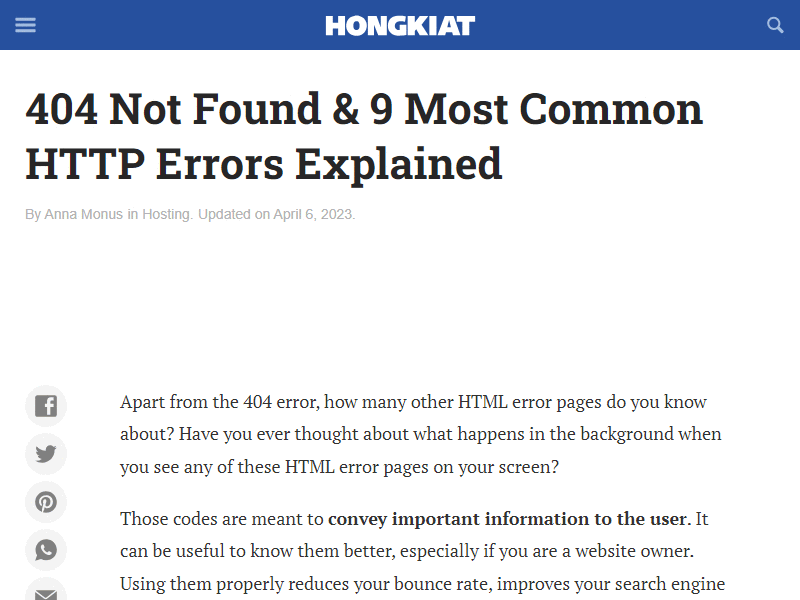 HONGKIAT
404 Not Found & 9 Most Common
HTTP Errors Explained
By Anna Monus in Hosting. Updated on April 6, 2023.
Apart from the 404 error, how many other HTML error pages do you know
about? Have you ever thought about what happens in the background when
you see any of these HTML error pages on your screen?
Those codes are meant to convey important information to the user. It
can be useful to know them better, especially if you are a website owner.
Using them properly reduces your bounce rate, improves your search engine